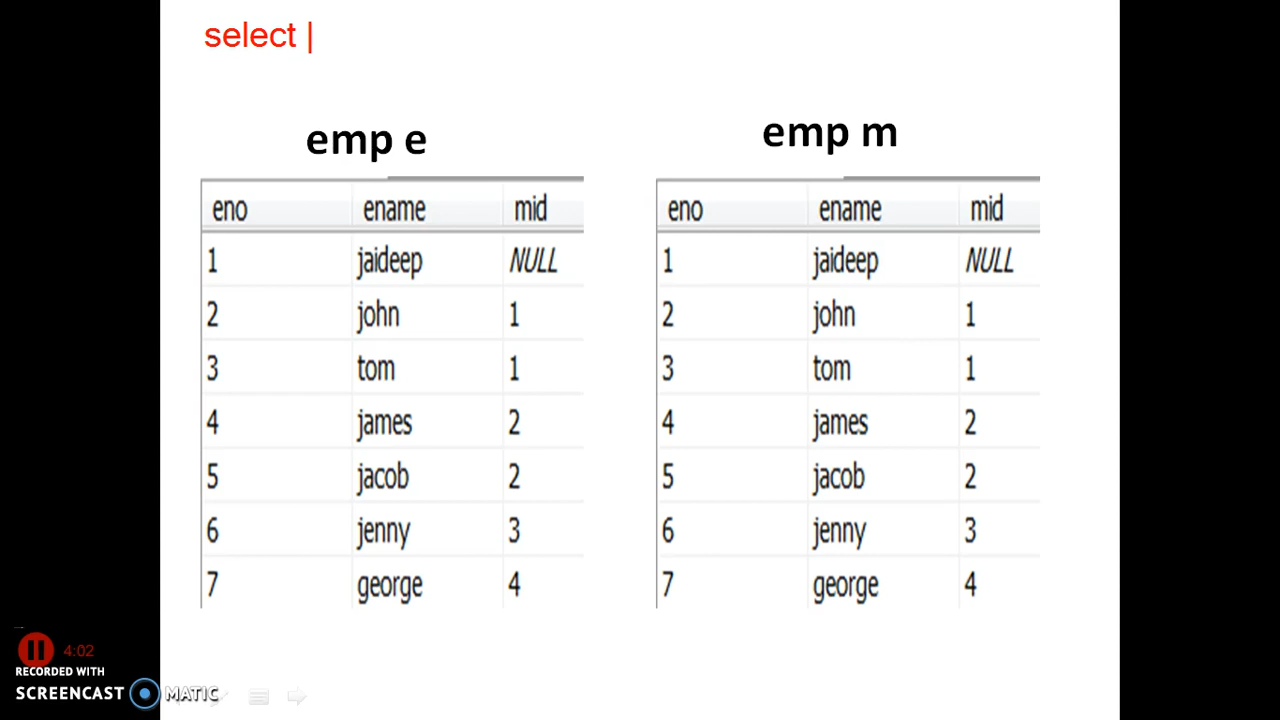 select |
emp e
emp m
eno ename mid
1 jaideep NULL
2 john 1
3 tom 1
4 james 2
5 jacob 2
6 jenny 3
7 george 4
eno ename mid
1 jaideep NULL
2 john 1
3 tom 1
4 james 2
5 jacob 2
6 jenny 3
7 george 4
4:02
RECORDED WITH
SCREENCAST MATIC